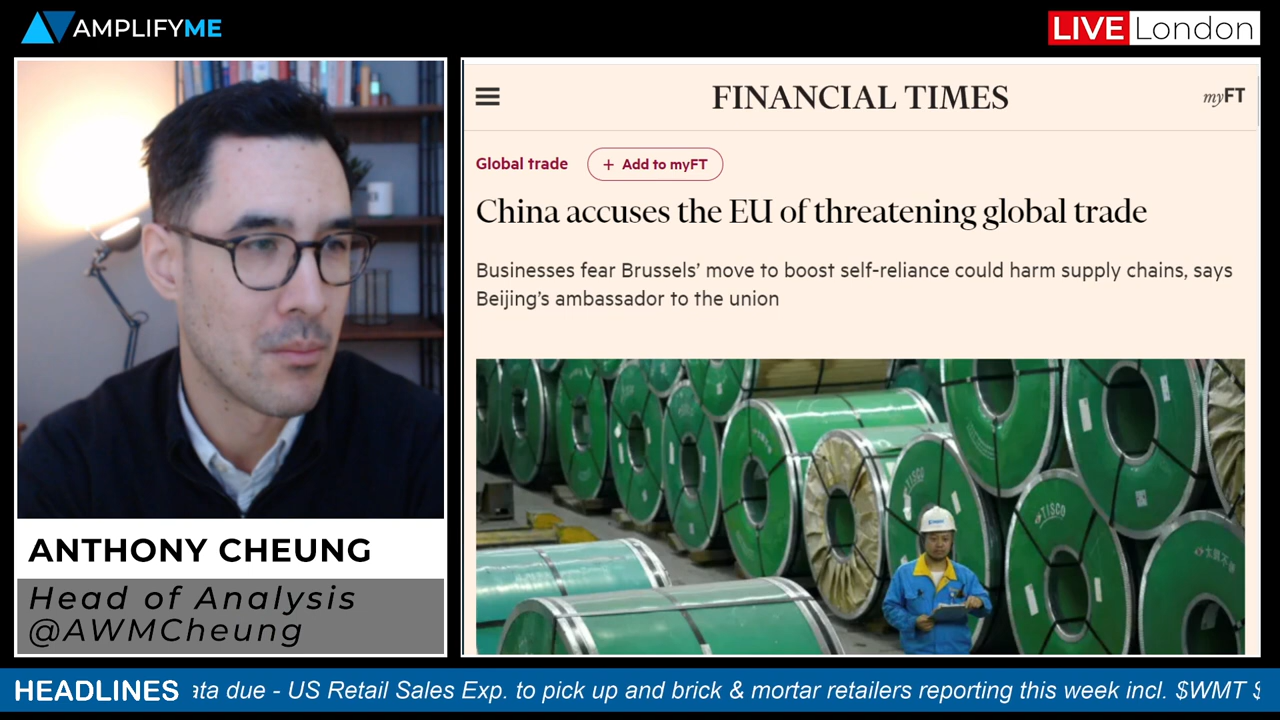 AMPLIFYME
LIVE London
FINANCIAL TIMES
myFT
Global trade
+ Add to myFT
China accuses the EU of threatening global trade
Businesses fear Brussels’ move to boost self-reliance could harm supply chains, says
Beijing’s ambassador to the union
TISCO
TISCO
ANTHONY CHEUNG
Head of Analysis
@AWMCheung
HEADLINES ata due - US Retail Sales Exp. to pick up and brick & mortar retailers reporting this week incl. $WMT $